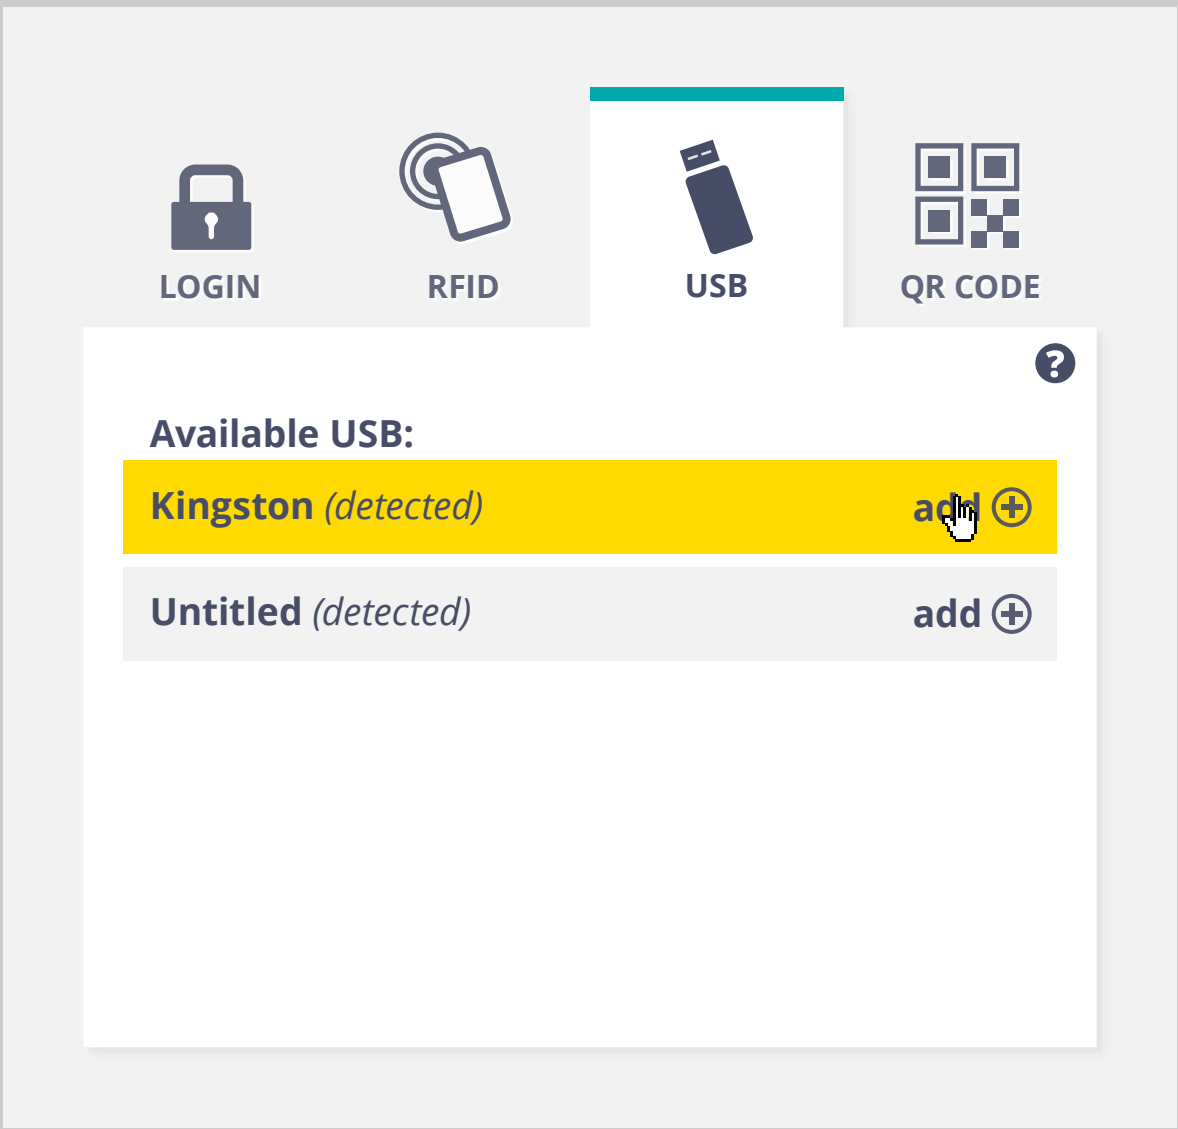 LOGIN RFID USB QR CODE
?
Available USB:
Kingston (detected) add
Untitled (detected) add